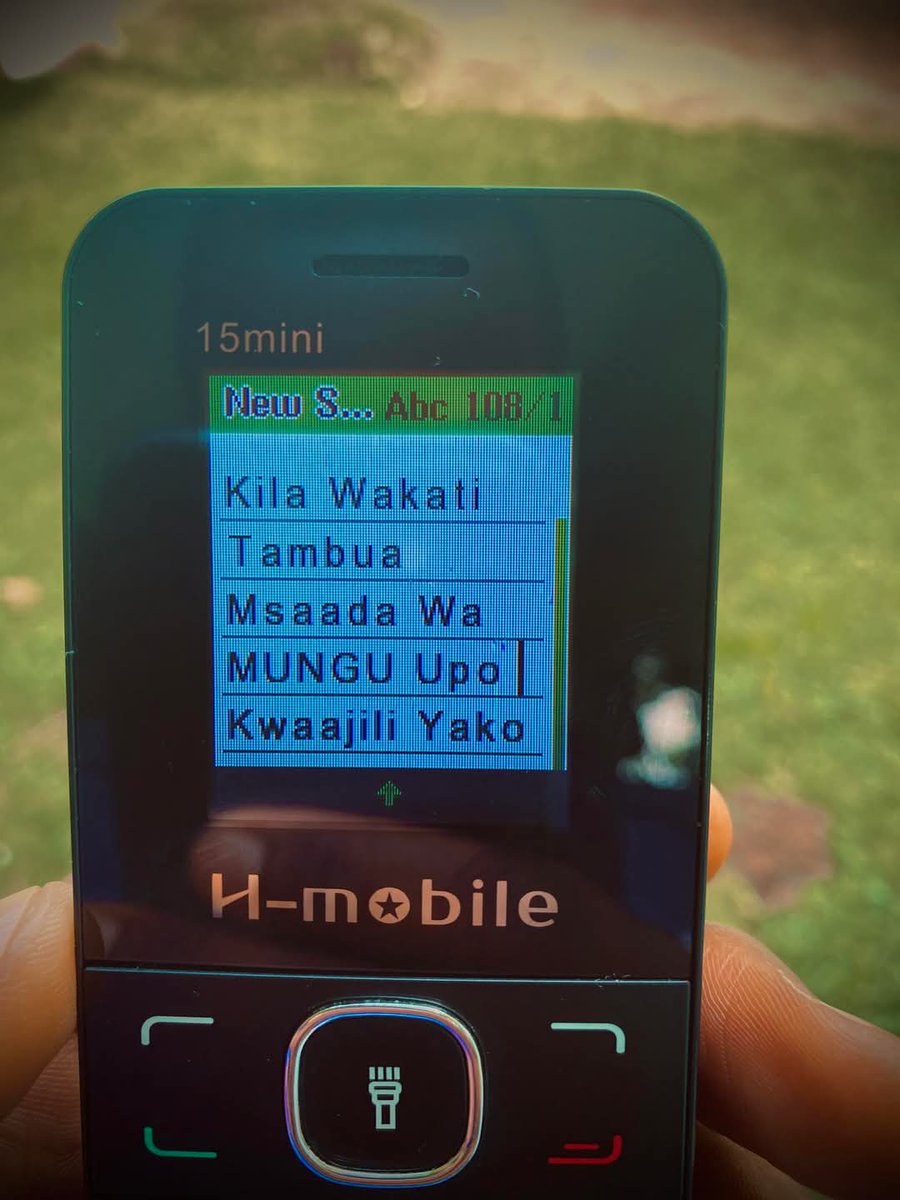 15mini
New S... Abc 108/1
Kila Wakati
Tambua
Msaada Wa
MUNGU Upo
Kwaajili Yako
H-mobile